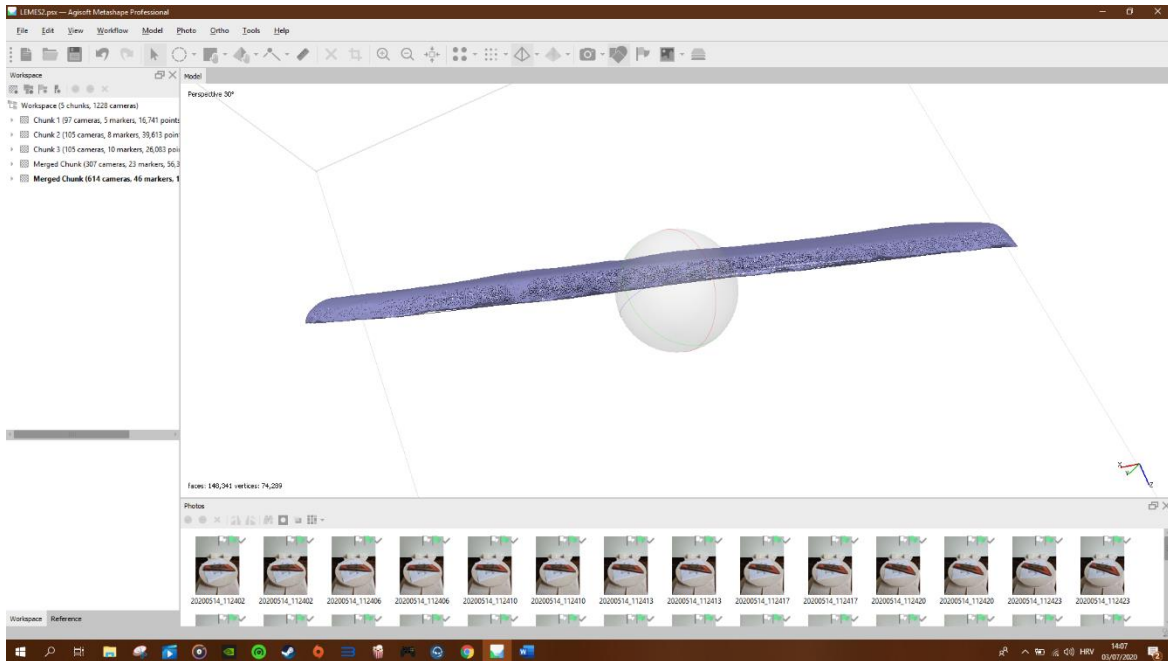 LEMES2.psx — Agisoft Metashape Professional
File Edit View Workflow Model Photo Ortho Tools Help
Workspace
Workspace (5 chunks, 1228 cameras)
Chunk 1 (97 cameras, 5 markers, 16,741 points
Chunk 2 (105 cameras, 8 markers, 39,613 poin
Chunk 3 (105 cameras, 10 markers, 26,083 poi
Merged Chunk (307 cameras, 23 markers, 56,3
Merged Chunk (614 cameras, 46 markers, 1
Model
Perspective 30°
X
Y
Z
faces: 148,341 vertices: 74,289
Photos
20200514_112402 20200514_112402 20200514_112406 20200514_112406 20200514_112410 20200514_112410 20200514_112413 20200514_112413 20200514_112417 20200514_112417 20200514_112420 20200514_112420 20200514_112423 20200514_112423
Workspace Reference
HRV
14:07
03/07/2020